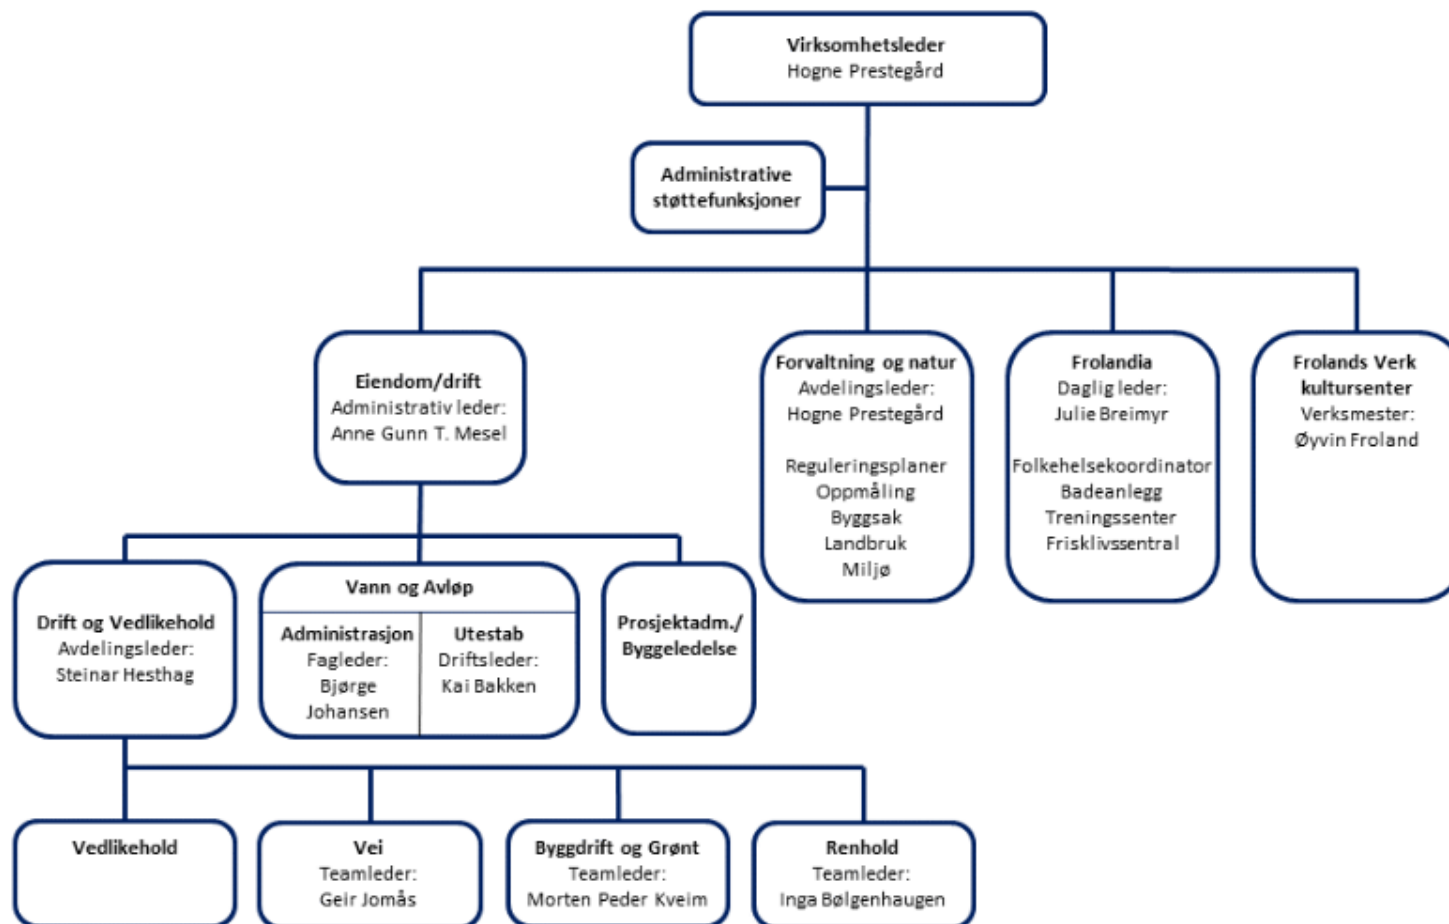 Virksomhetsleder
Hogne Prestegård
Administrative
støttefunksjoner
Eiendom/drift
Administrativ leder:
Anne Gunn T. Mesel
Forvaltning og natur
Avdelingsleder:
Hogne Prestegård
Reguleringsplaner
Oppmåling
Byggsak
Landbruk
Miljø
Frolandia
Daglig leder:
Julie Breimyr
Folkehelsekoordinator
Badeanlegg
Treningssenter
Frisklivssentral
Frolands Verk
kultursenter
Verksmester:
Øyvin Froland
Drift og Vedlikehold
Avdelingsleder:
Steinar Hesthag
Vann og Avløp
Administrasjon
Fagleder:
Bjørge
Johansen
Utestab
Driftsleder:
Kai Bakken
Prosjektadm./
Byggeledelse
Vedlikehold
Vei
Teamleder:
Geir Jomås
Byggdrift og Grønt
Teamleder:
Morten Peder Kveim
Renhold
Teamleder:
Inga Bølgenhaugen